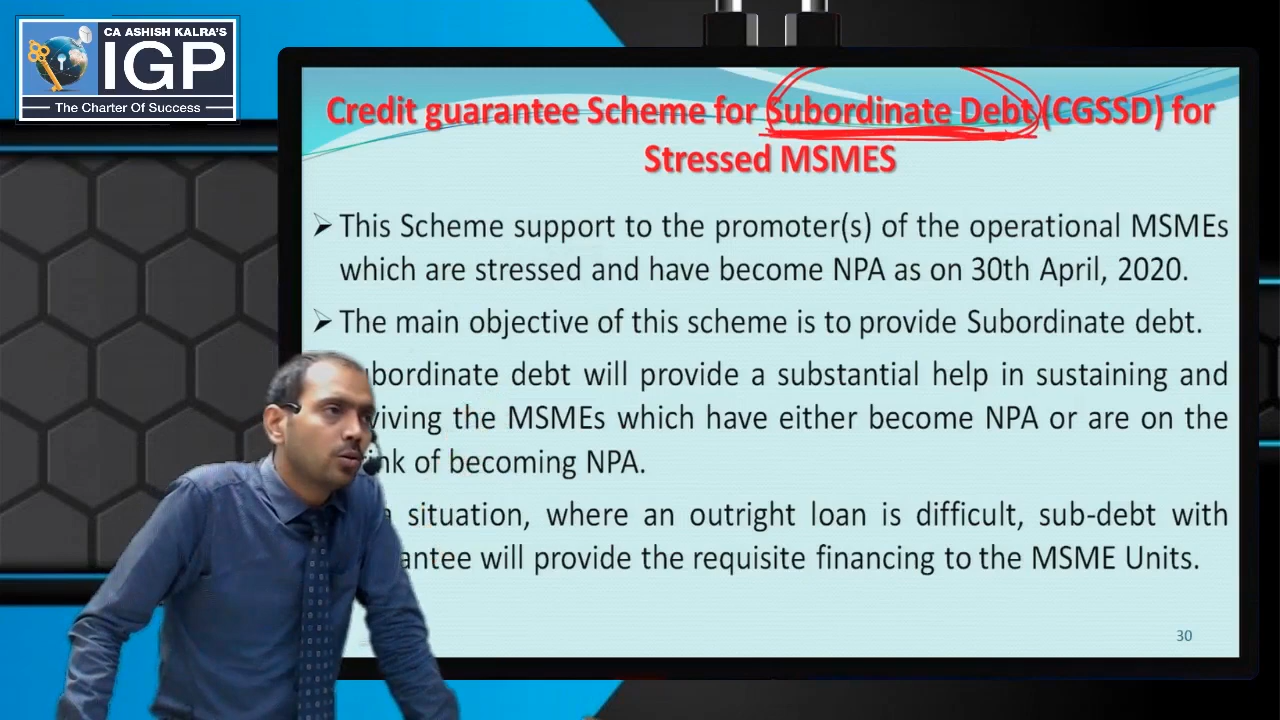 CA ASHISH KALRA'S
IGP
The Charter Of Success
Credit guarantee Scheme for Subordinate Debt (CGSSD) for
Stressed MSMES
This Scheme support to the promoter(s) of the operational MSMEs
which are stressed and have become NPA as on 30th April, 2020.
The main objective of this scheme is to provide Subordinate debt.
debt will provide a substantial help in sustaining and
the MSMEs which have either become NPA or are on the
of becoming NPA.
situation, where an outright loan is difficult, sub-debt with
will provide the requisite financing to the MSME Units.
30